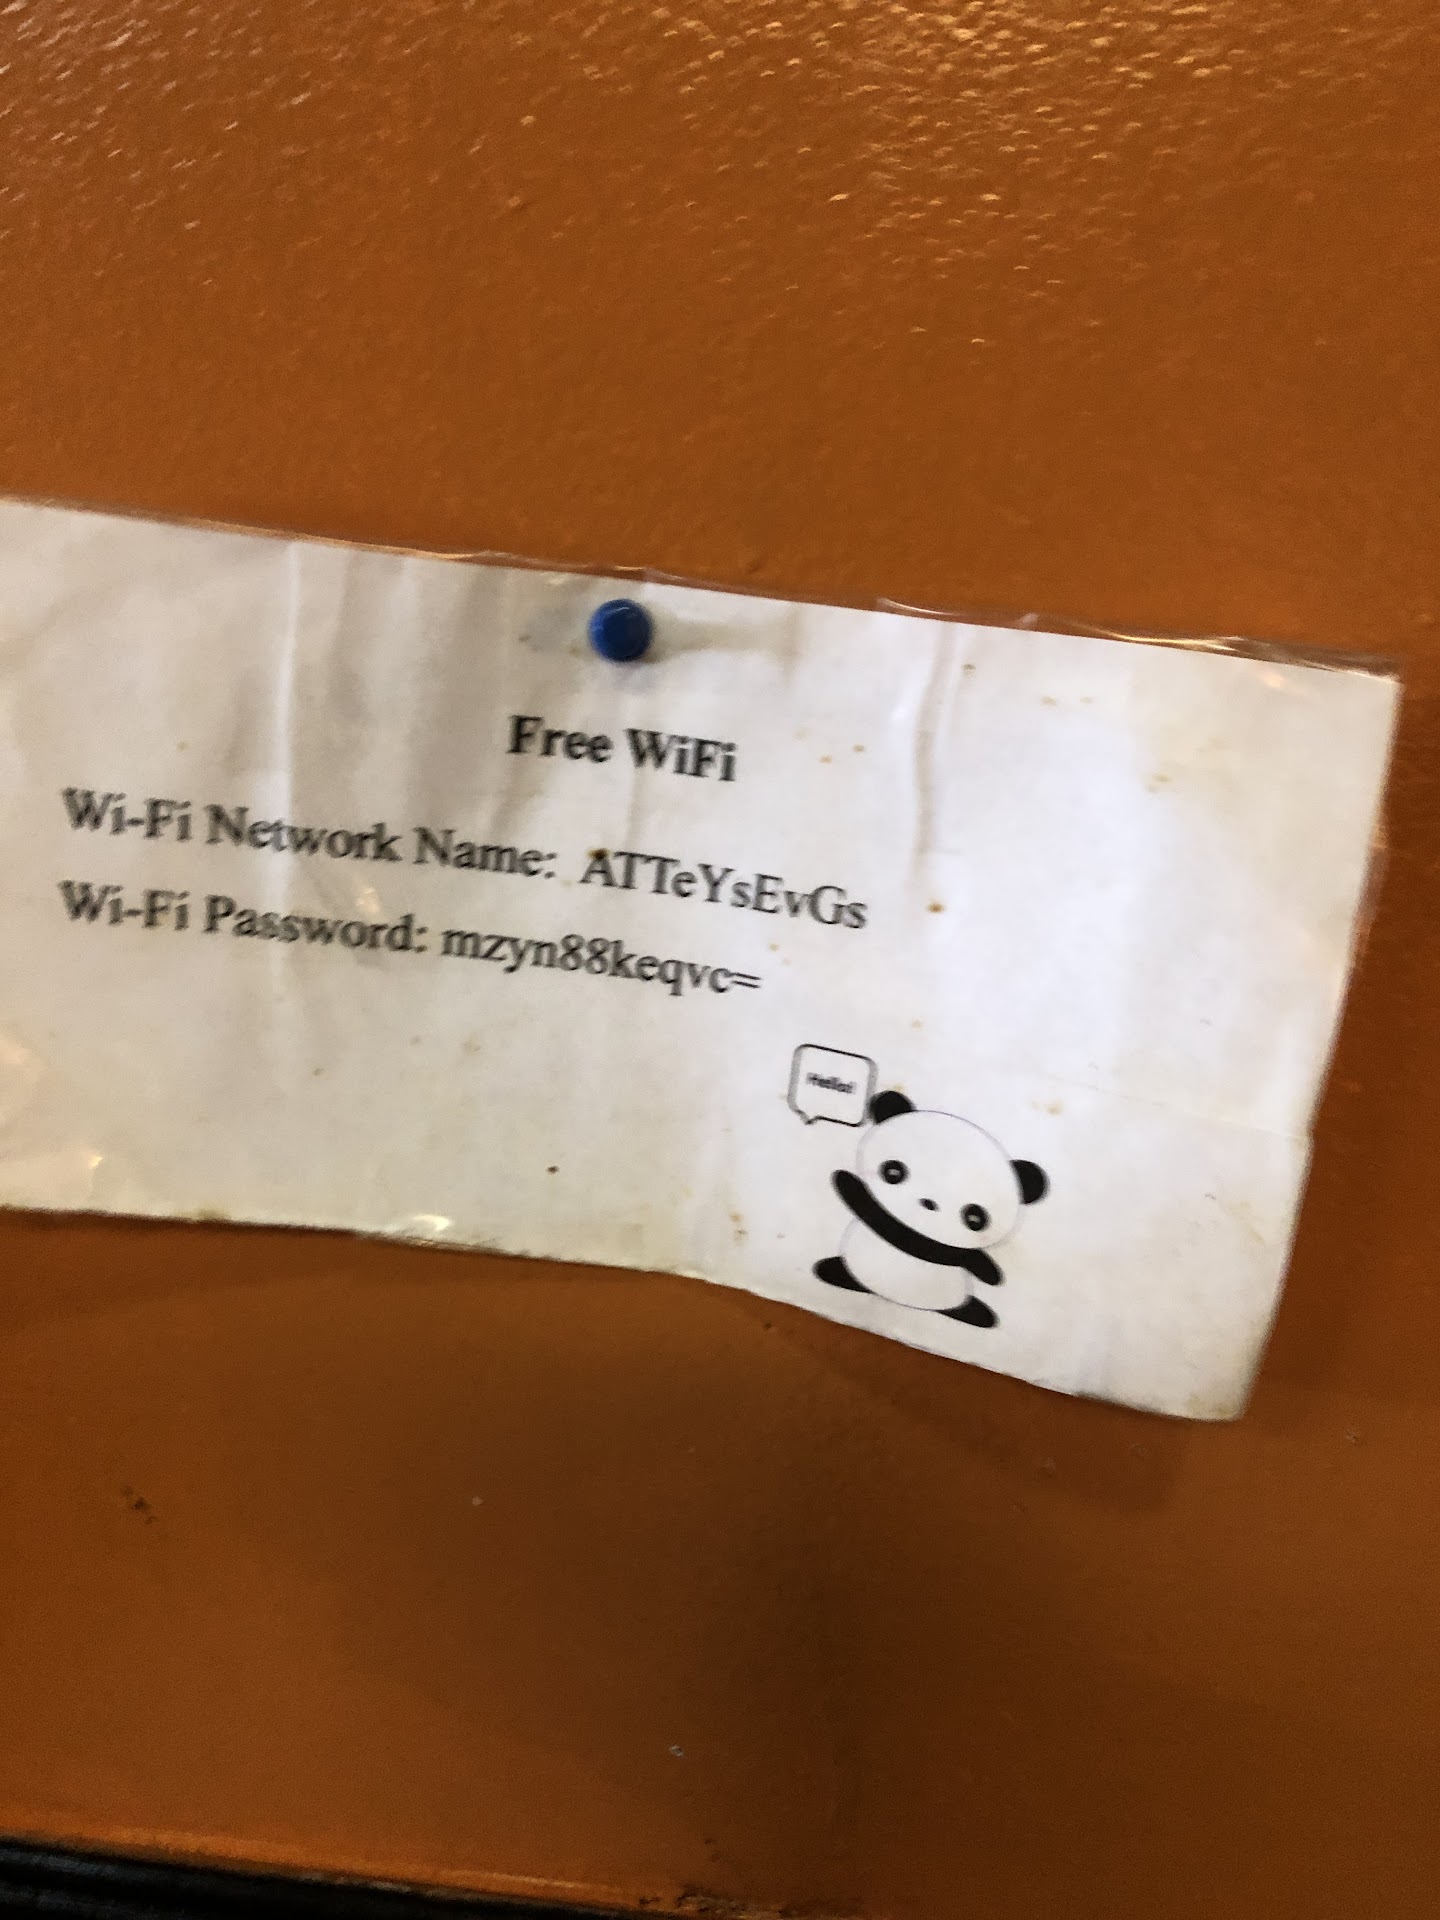 Free WiFi
Wi-Fi Network Name: ATTeYsEvGs
Wi-Fi Password: mzyn88keqvc=
Hello!